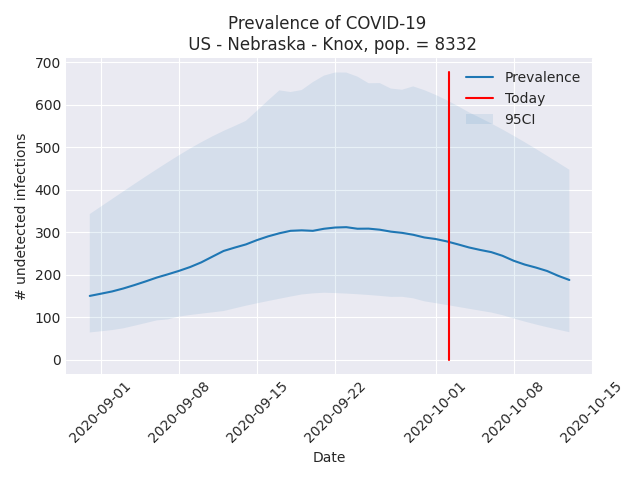 Prevalence of COVID-19
US - Nebraska - Knox, pop. = 8332
700
600
500
400
300
200
100
0
# undetected infections
Prevalence
Today
95CI
2020-09-01
2020-09-08
2020-09-15
2020-09-22
2020-10-01
2020-10-08
2020-10-15
Date